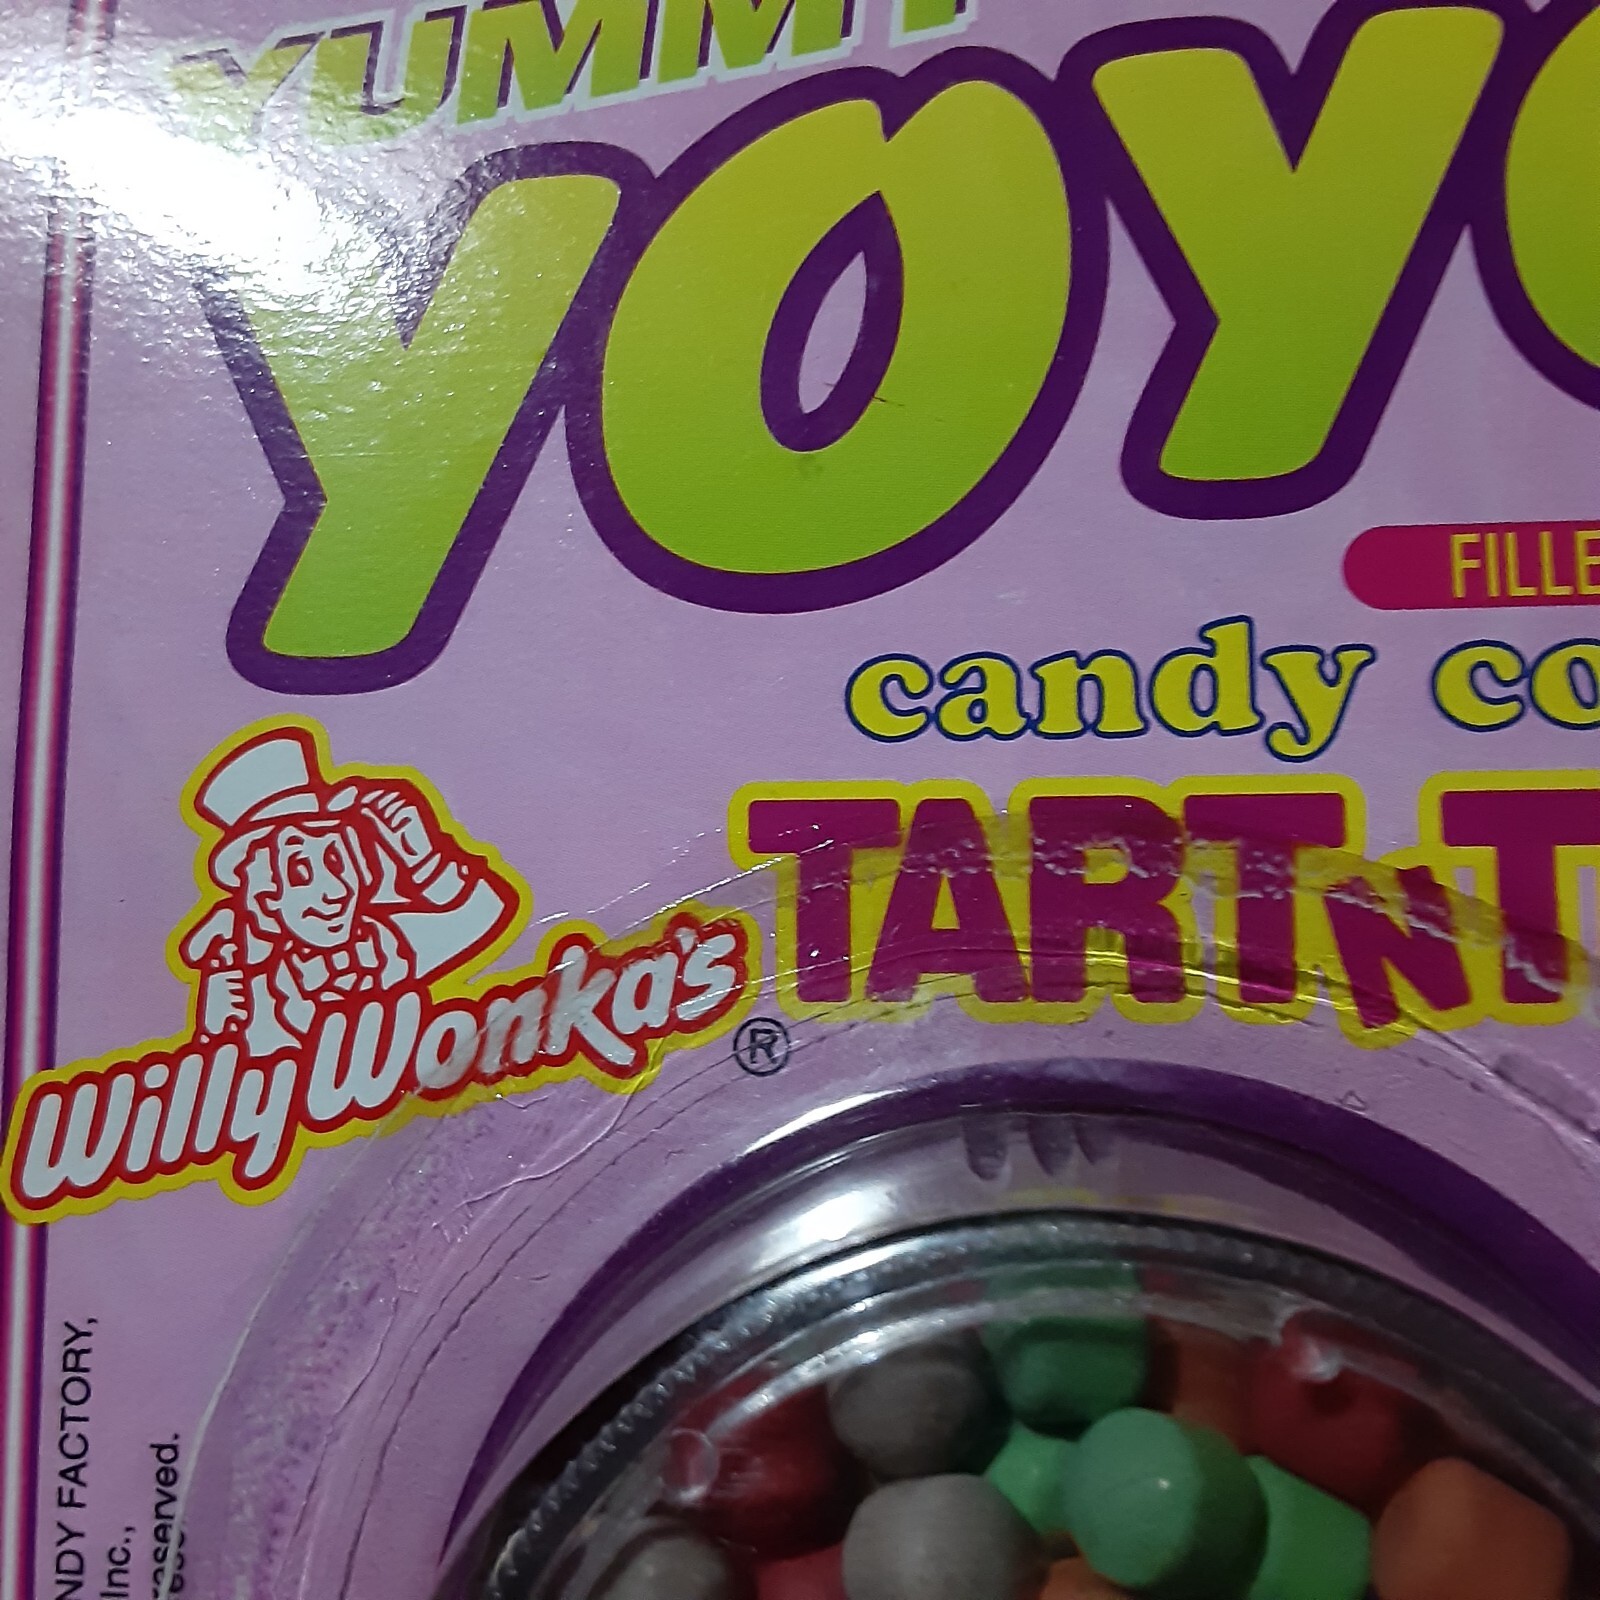 YUMMY
YOY
FILLE
candy co
TART N T
Willy Wonka's ®
NDY FACTORY,
Inc.,
reserved.